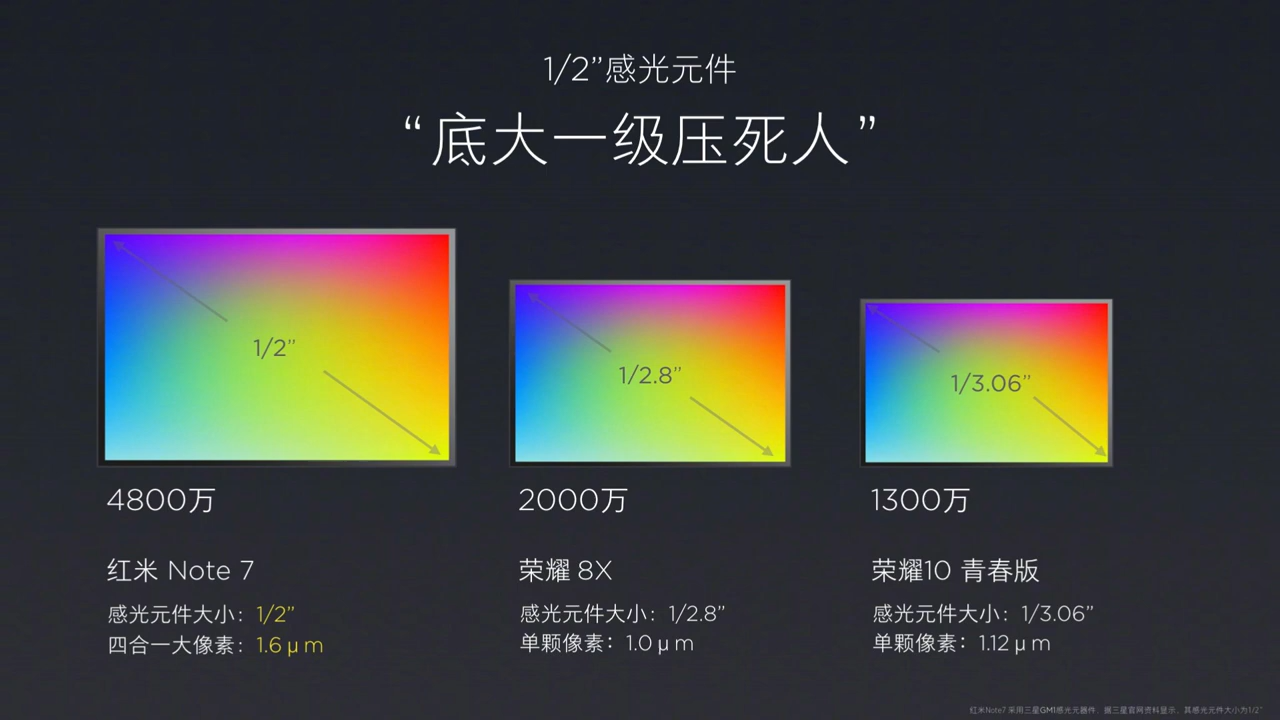 1/2”感光元件
“底大一级压死人”
1/2”
1/2.8”
1/3.06”
4800万
2000万
1300万
红米 Note 7
荣耀 8X
荣耀10 青春版
感光元件大小：1/2”
感光元件大小：1/2.8”
感光元件大小：1/3.06”
四合一大像素：1.6μm
单颗像素：1.0μm
单颗像素：1.12μm
红米Note7 采用三星GM1感光元器件，据三星官网资料显示，其感光元件大小为1/2”